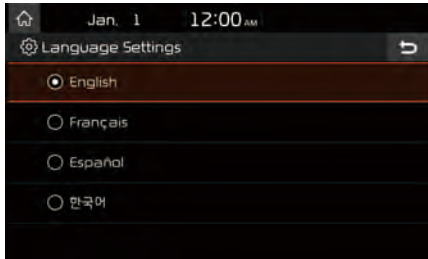 Jan. 1 12:00 AM
Language Settings
English
Français
Español
한국어